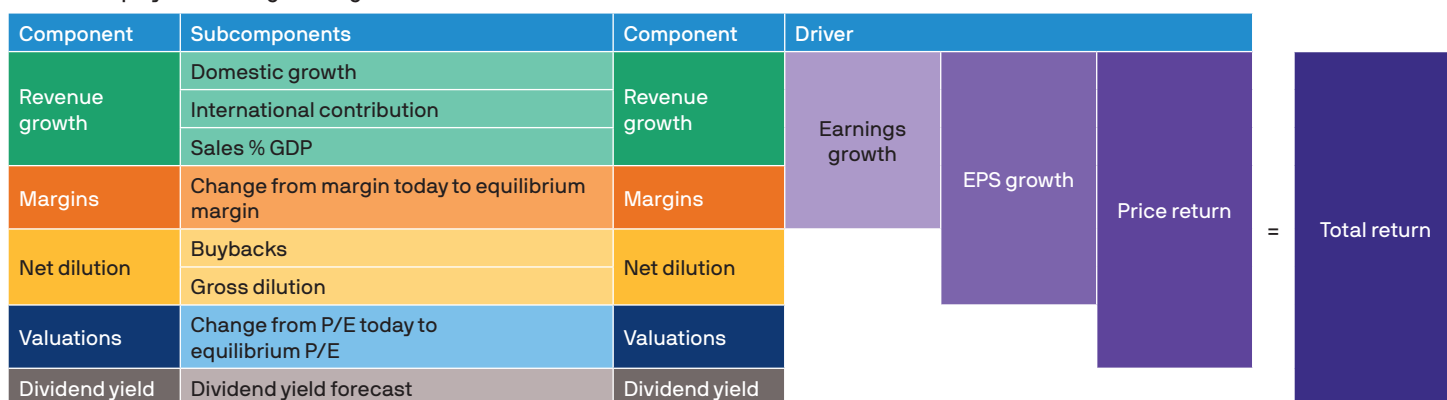 Component Subcomponents Component Driver
Revenue growth
Domestic growth
International contribution
Sales % GDP
Revenue growth
Earnings growth
EPS growth
Price return
=
Total return
Margins
Change from margin today to equilibrium
margin
Margins
Net dilution
Buybacks
Gross dilution
Net dilution
Valuations
Change from P/E today to
equilibrium P/E
Valuations
Dividend yield
Dividend yield forecast
Dividend yield